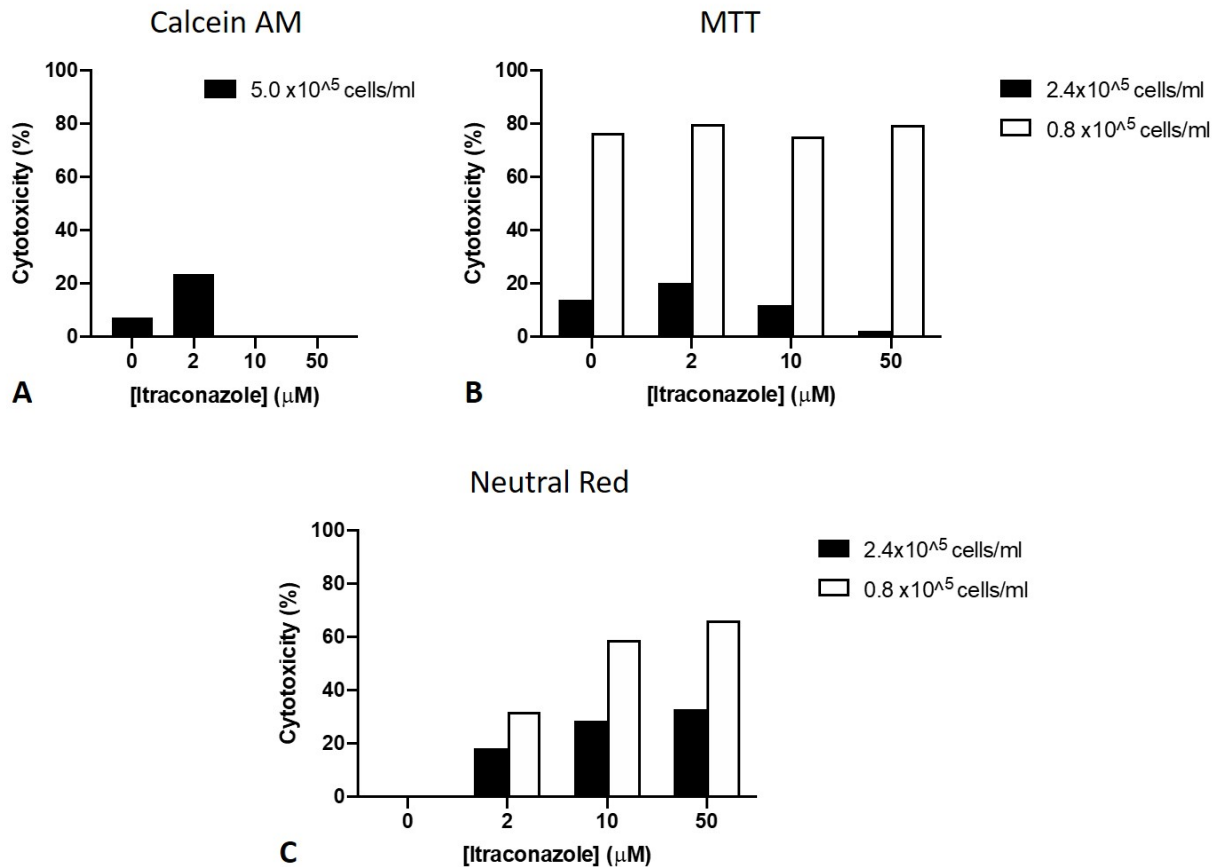 Calcein AM
100
80
60
40
20
0
Cytotoxicity (%)
5.0 x10^5 cells/ml
0 2 10 50
[Itraconazole] (μM)
A
MTT
100
80
60
40
20
0
Cytotoxicity (%)
2.4x10^5 cells/ml
0.8 x10^5 cells/ml
0 2 10 50
[Itraconazole] (μM)
B
Neutral Red
100
80
60
40
20
0
Cytotoxicity (%)
2.4x10^5 cells/ml
0.8 x10^5 cells/ml
0 2 10 50
[Itraconazole] (μM)
C